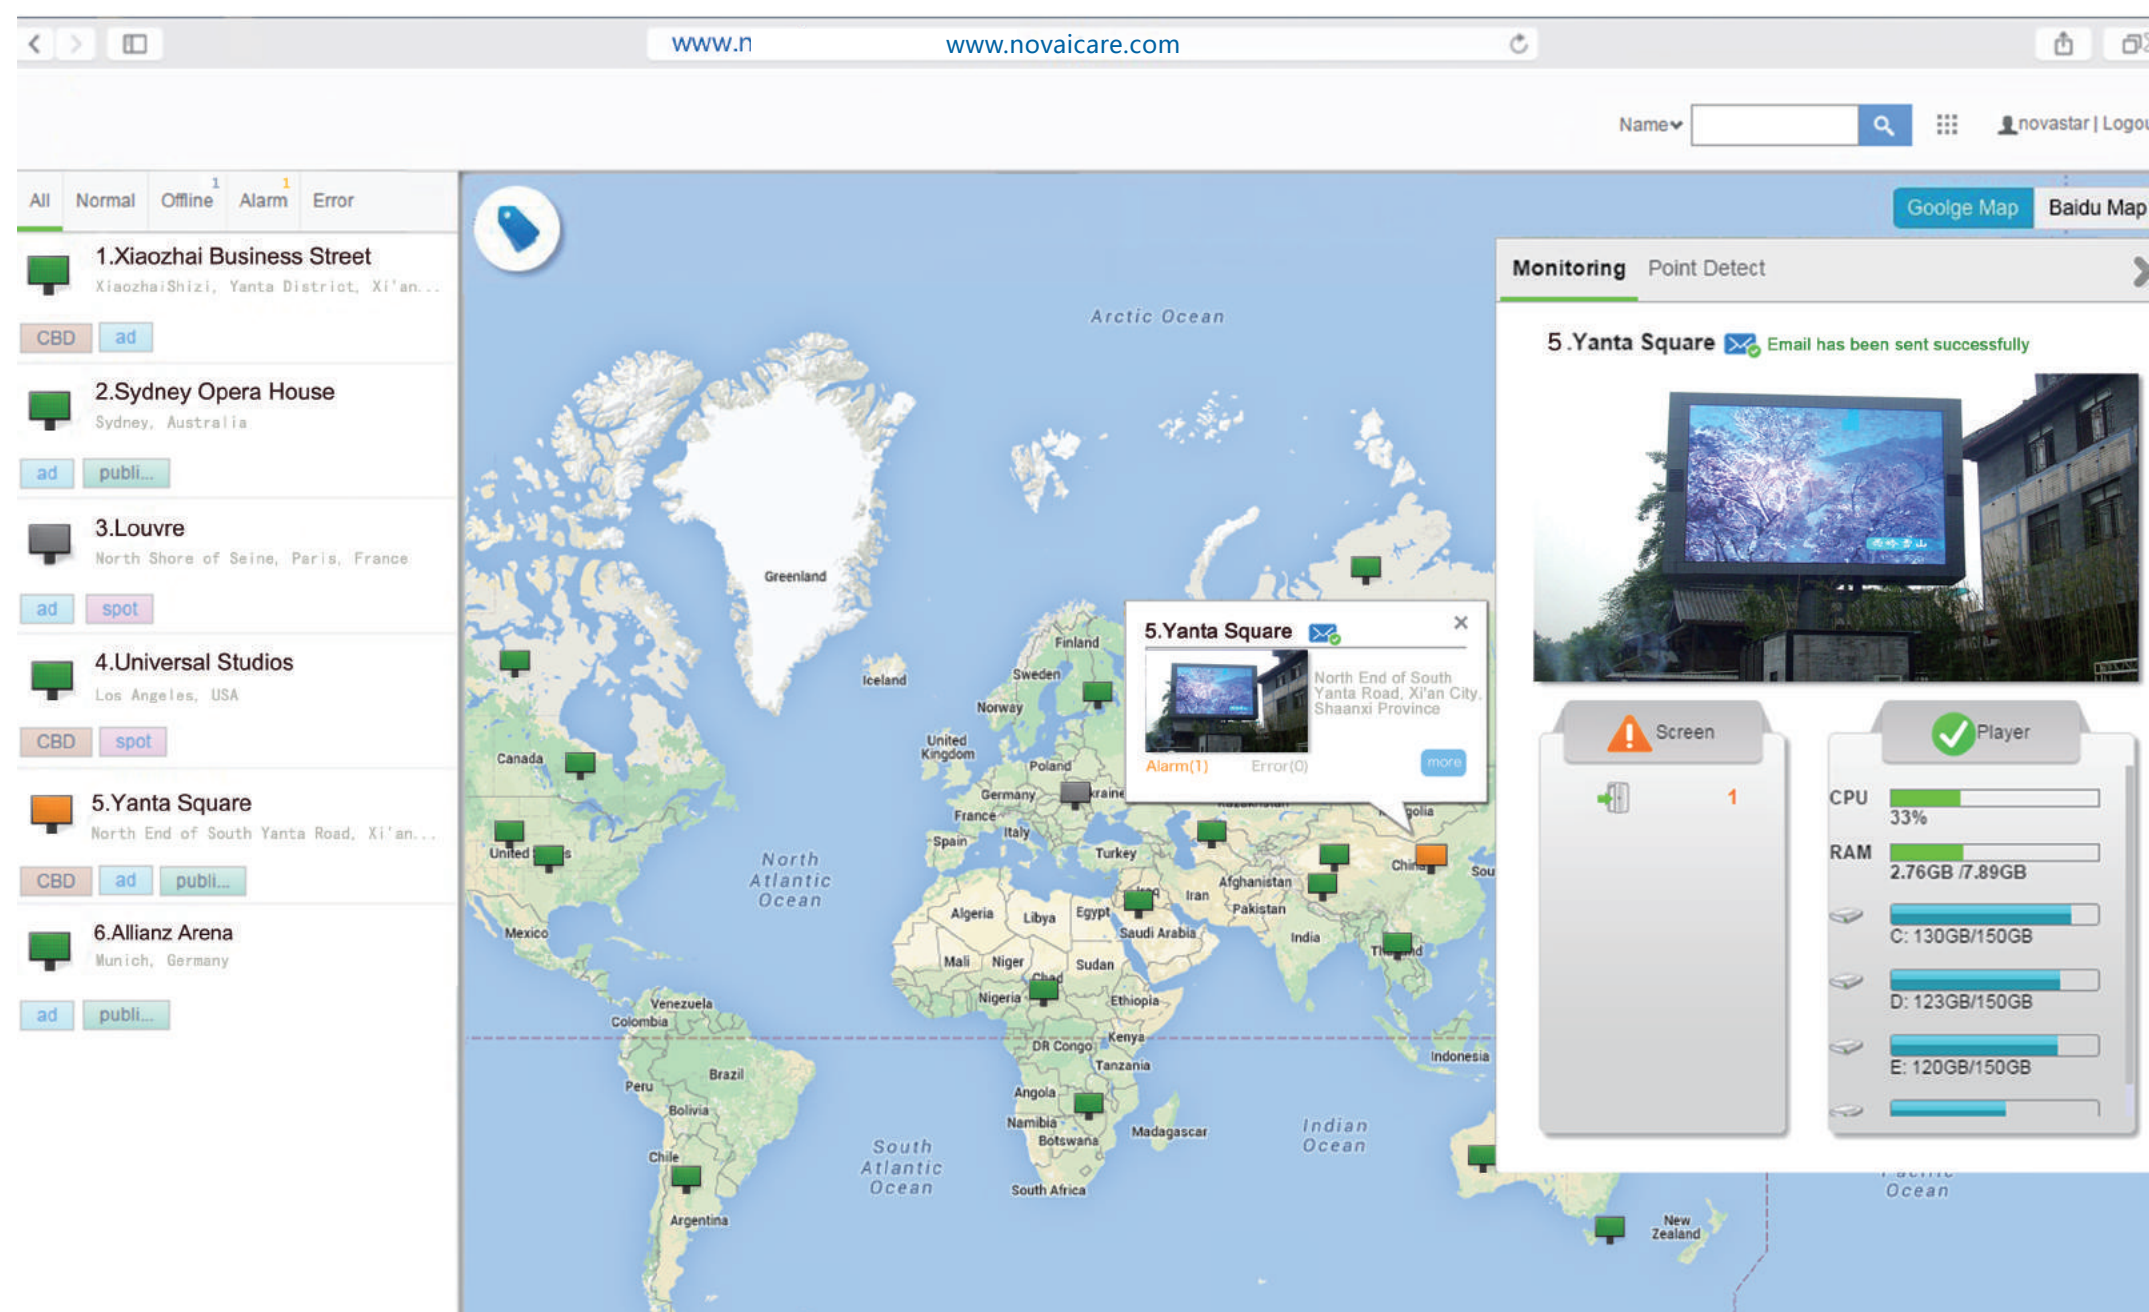 www.n
www.novaicare.com
Name
novastar | Logou
All Normal Offline 1 Alarm 1 Error
Goolge Map Baidu Map
1.Xiaozhai Business Street
XiaozhaiShizi, Yanta District, Xi'an...
CBD ad
2.Sydney Opera House
Sydney, Australia
ad publi...
3.Louvre
North Shore of Seine, Paris, France
ad spot
4.Universal Studios
Los Angeles, USA
CBD spot
5.Yanta Square
North End of South Yanta Road, Xi'an...
CBD ad publi...
6.Allianz Arena
Munich, Germany
ad publi...
Arctic Ocean
Greenland
Iceland
Finland
Sweden
Norway
United
Kingdom
Poland
Germany
kraine
France
Italy
Spain
Turkey
Canada
United s
Mexico
North
Atlantic
Ocean
Algeria
Libya
Egypt
Iraq
Iran
Afghanistan
Pakistan
Saudi Arabia
India
China
Sou
Mali
Niger
Chad
Sudan
Nigeria
Ethiopia
Kenya
DR Congo
Tanzania
Indonesia
Venezuela
Colombia
Brazil
Peru
Bolivia
Angola
Namibia
Botswana
Madagascar
Indian
Ocean
Chile
South
Atlantic
Ocean
South Africa
Argentina
New
Zealand
Ocean
5.Yanta Square
North End of South
Yanta Road, Xi'an City.
Shaanxi Province
Alarm(1) Error(0) more
golia
Monitoring Point Detect
5.Yanta Square Email has been sent successfully
Screen
1
Player
CPU
33%
RAM
2.76GB /7.89GB
C: 130GB/150GB
D: 123GB/150GB
E: 120GB/150GB